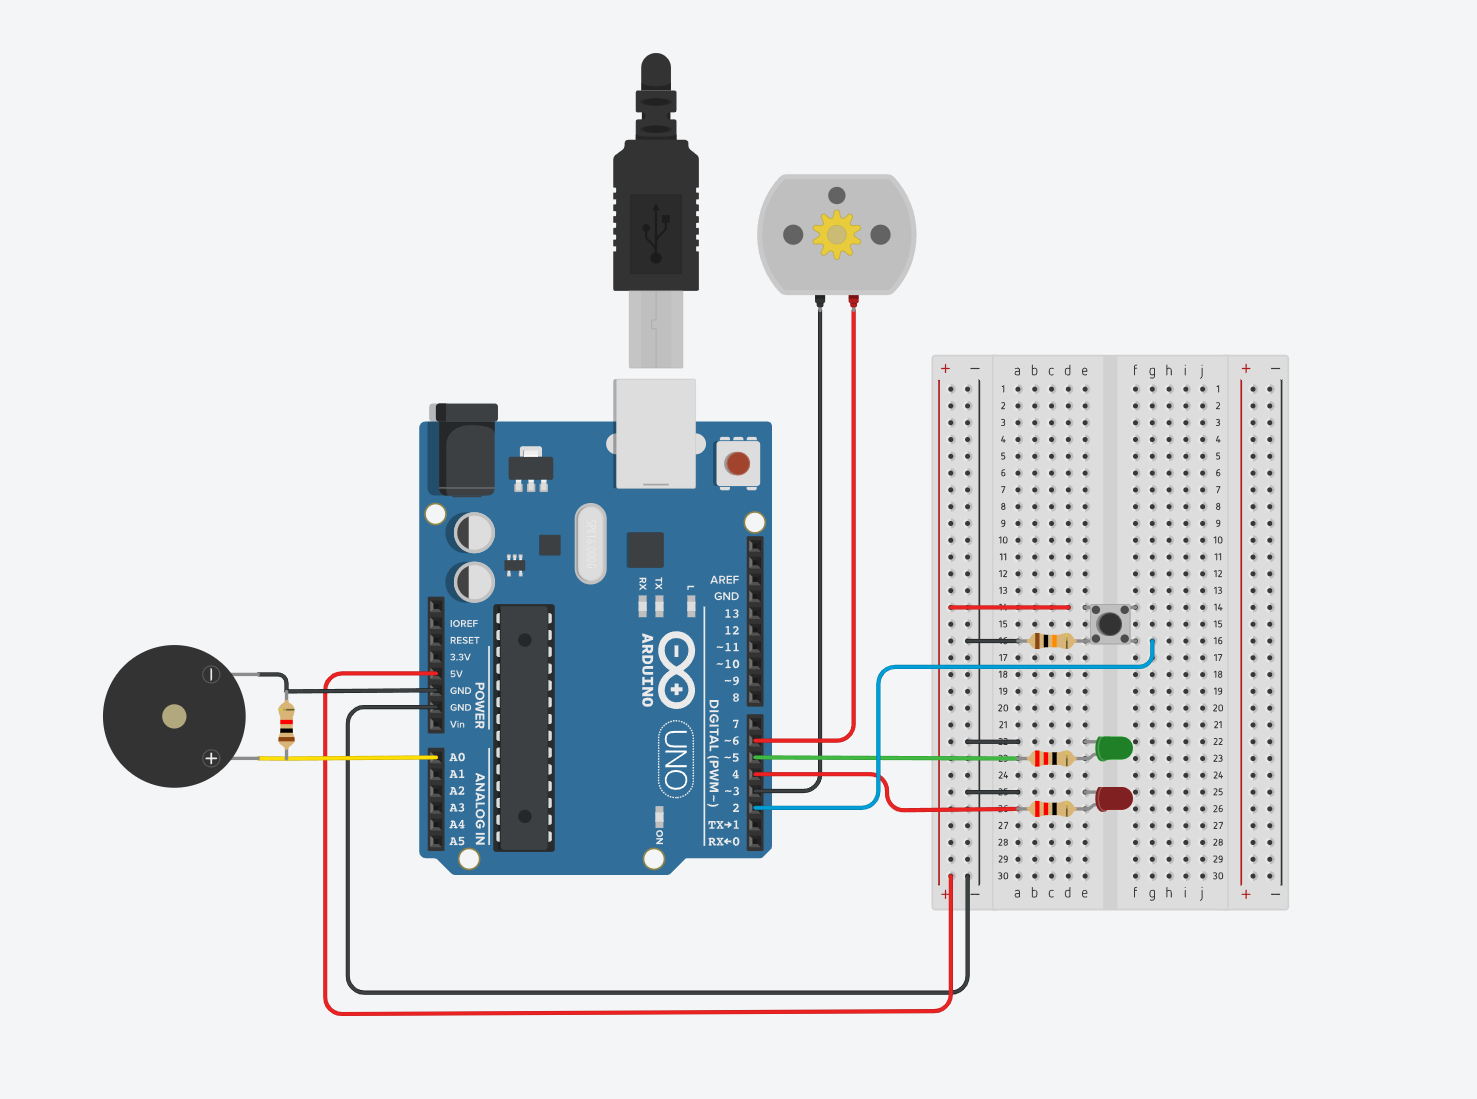 + − a b c d e f g h i j + −
1 1
2 2
3 3
4 4
5 5
6 6
7 7
8 8
9 9
10 10
11 11
12 12
13 13
14 14
15 15
16 16
17 17
18 18
19 19
20 20
21 21
22 22
23 23
24 24
25 25
26 26
27 27
28 28
29 29
30 30
+ − a b c d e f g h i j + −
RX TX L
AREF
GND
13
12
~11
~10
~9
8
7
~6
~5
4
~3
2
TX→1
RX←0
DIGITAL (PWM~)
IOREF
RESET
3.3V
5V
GND
GND
Vin
POWER
A0
A1
A2
A3
A4
A5
ANALOG IN
ARDUINO
− +
UNO
ON
−
+